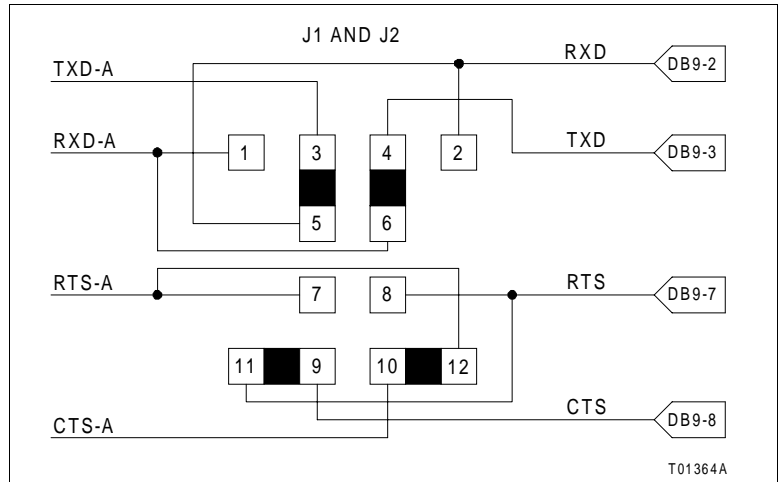 J1 AND J2
TXD-A
RXD
DB9-2
RXD-A
1
3
4
2
TXD
DB9-3
5
6
RTS-A
7
8
RTS
DB9-7
11
9
10
12
CTS-A
CTS
DB9-8
T01364A